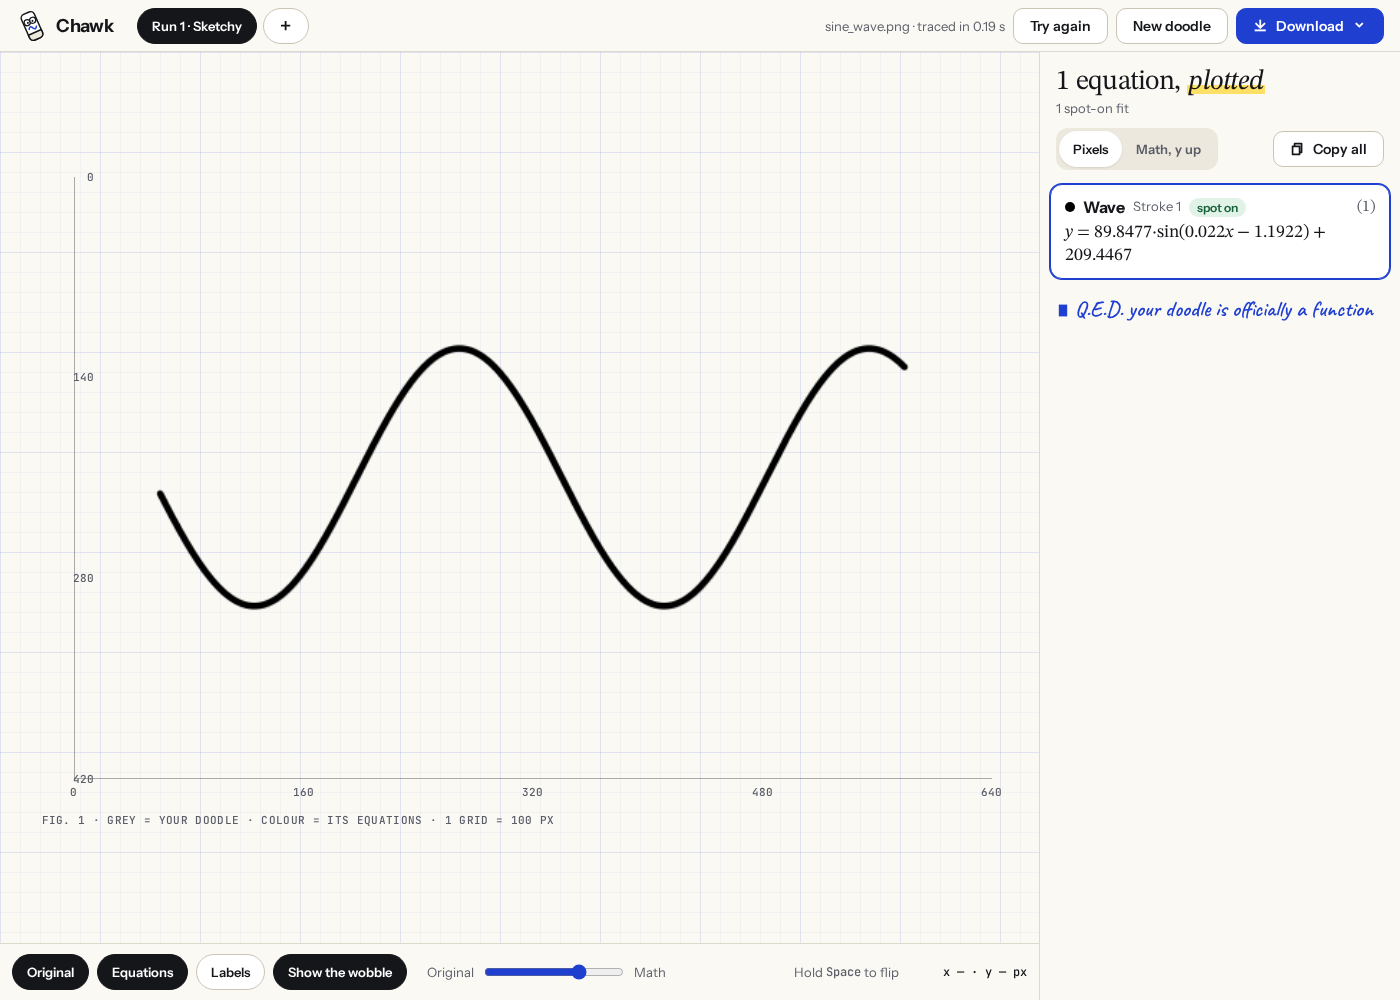 Chawk
Run 1 · Sketchy
+
sine_wave.png · traced in 0.19 s
Try again
New doodle
Download
1 equation, plotted
1 spot-on fit
Pixels
Math, y up
Copy all
Wave Stroke 1 spot on (1)
y = 89.8477·sin(0.022x − 1.1922) +
209.4467
Q.E.D. your doodle is officially a function
0
140
280
420
0 160 320 480 640
FIG. 1 · GREY = YOUR DOODLE · COLOUR = ITS EQUATIONS · 1 GRID = 100 PX
Original
Equations
Labels
Show the wobble
Original
Math
Hold Space to flip
x — · y — px